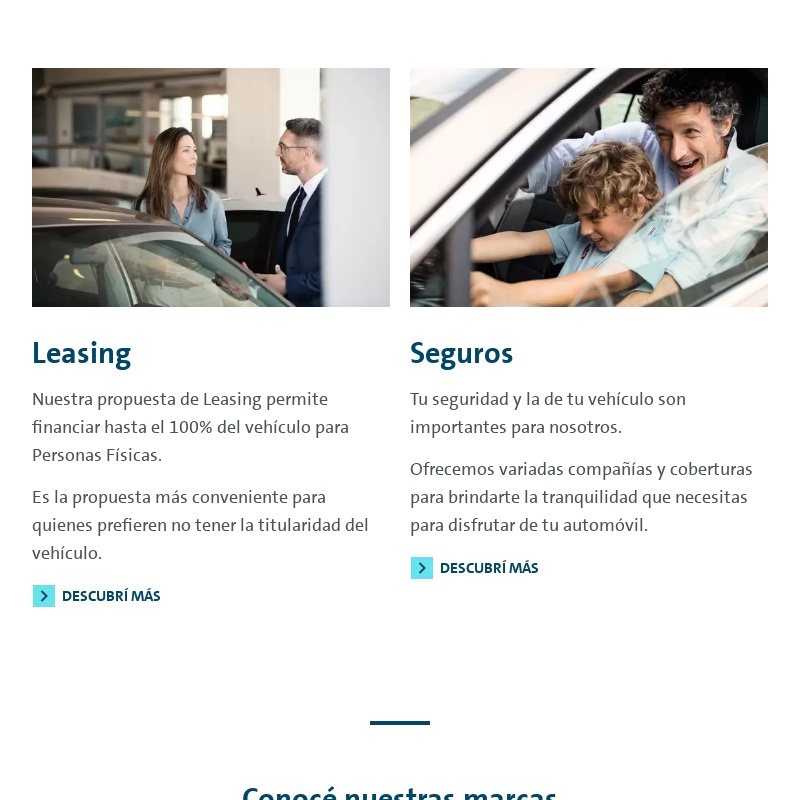 Leasing
Nuestra propuesta de Leasing permite
financiar hasta el 100% del vehículo para
Personas Físicas.
Es la propuesta más conveniente para
quienes prefieren no tener la titularidad del
vehículo.
DESCUBRÍ MÁS
Seguros
Tu seguridad y la de tu vehículo son
importantes para nosotros.
Ofrecemos variadas compañías y coberturas
para brindarte la tranquilidad que necesitas
para disfrutar de tu automóvil.
DESCUBRÍ MÁS
Conocé nuestras marcas